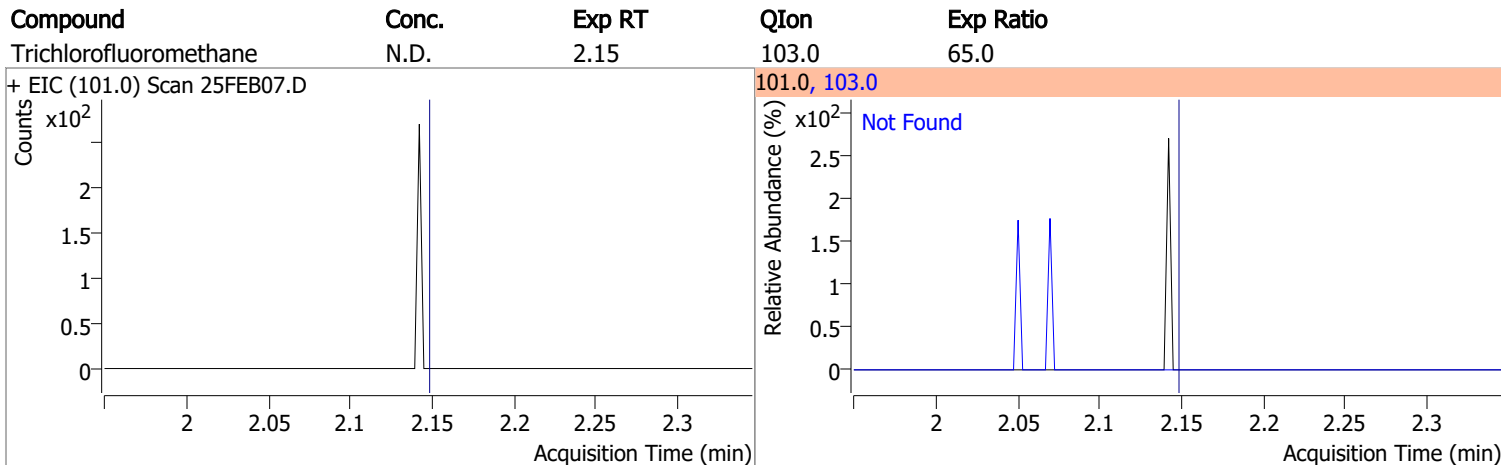 Compound Conc. Exp RT QIon Exp Ratio
Trichlorofluoromethane N.D. 2.15 103.0 65.0
+ EIC (101.0) Scan 25FEB07.D
Counts
x10²
2
1.5
1
0.5
0
2 2.05 2.1 2.15 2.2 2.25 2.3
Acquisition Time (min)
101.0, 103.0
Relative Abundance (%)
x10²
Not Found
2.5
2
1.5
1
0.5
0
2 2.05 2.1 2.15 2.2 2.25 2.3
Acquisition Time (min)